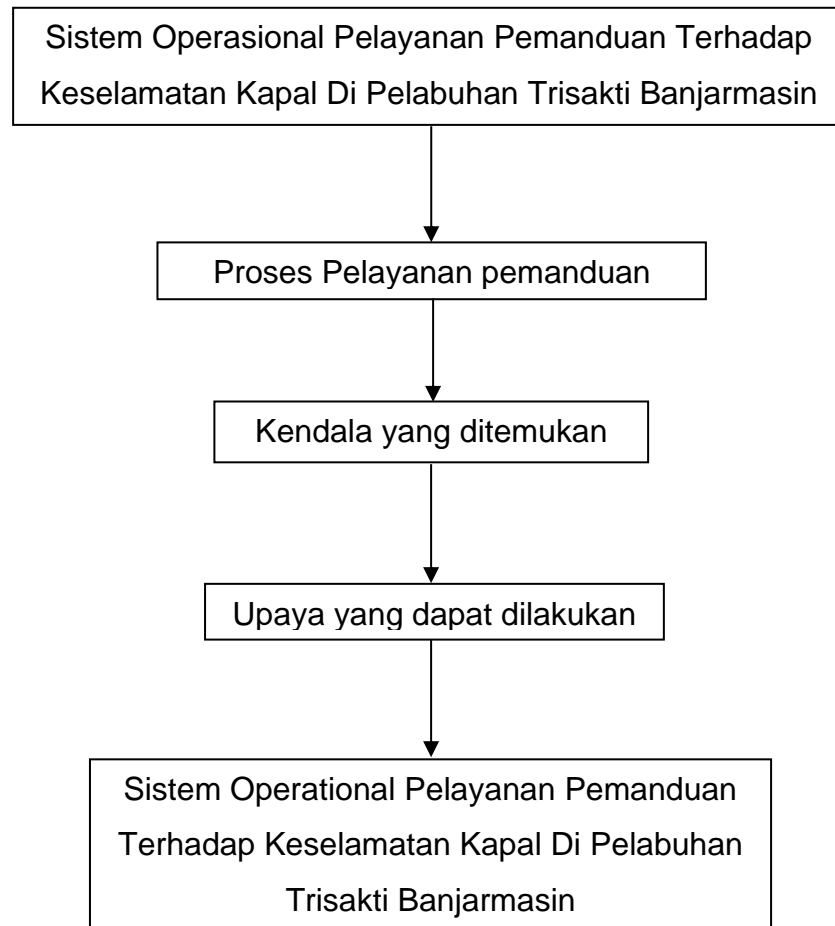 Sistem Operasional Pelayanan Pemanduan Terhadap
Keselamatan Kapal Di Pelabuhan Trisakti Banjarmasin
Proses Pelayanan pemanduan
Kendala yang ditemukan
Upaya yang dapat dilakukan
Sistem Operational Pelayanan Pemanduan
Terhadap Keselamatan Kapal Di Pelabuhan
Trisakti Banjarmasin